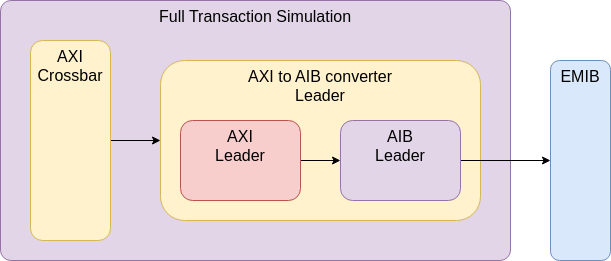 Full Transaction Simulation
AXI
Crossbar
AXI to AIB converter
Leader
AXI
Leader
AIB
Leader
EMIB